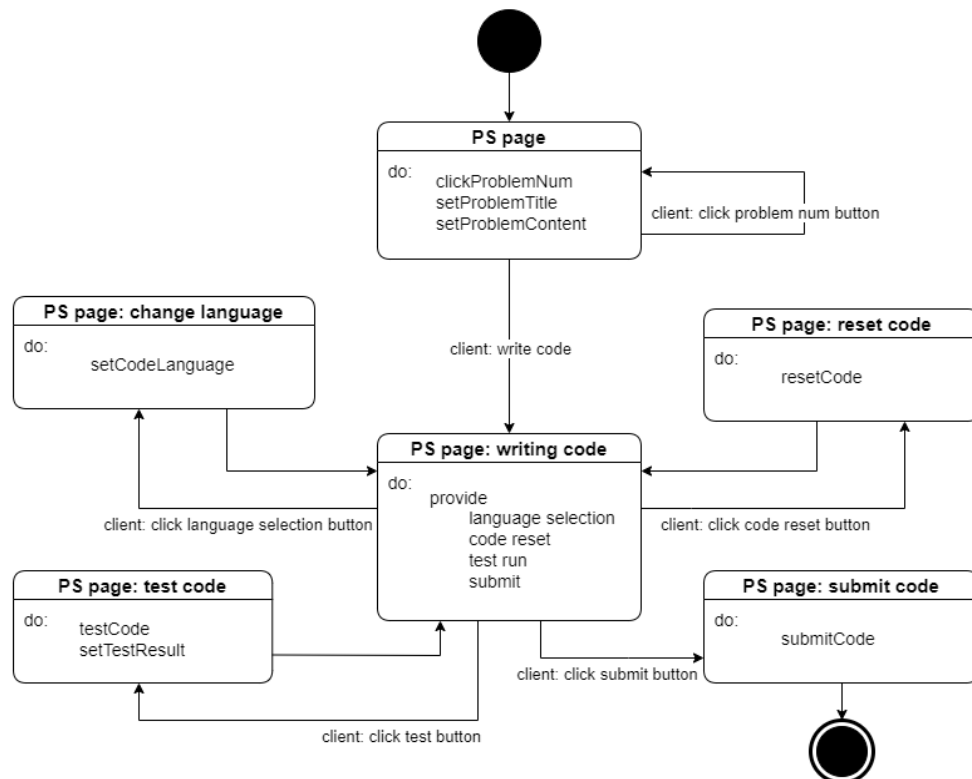 PS page
do:
clickProblemNum
setProblemTitle
setProblemContent
client: click problem num button
PS page: change language
do:
setCodeLanguage
client: write code
PS page: reset code
do:
resetCode
PS page: writing code
do:
provide
language selection
code reset
test run
submit
client: click language selection button
client: click code reset button
PS page: test code
do:
testCode
setTestResult
PS page: submit code
do:
submitCode
client: click submit button
client: click test button